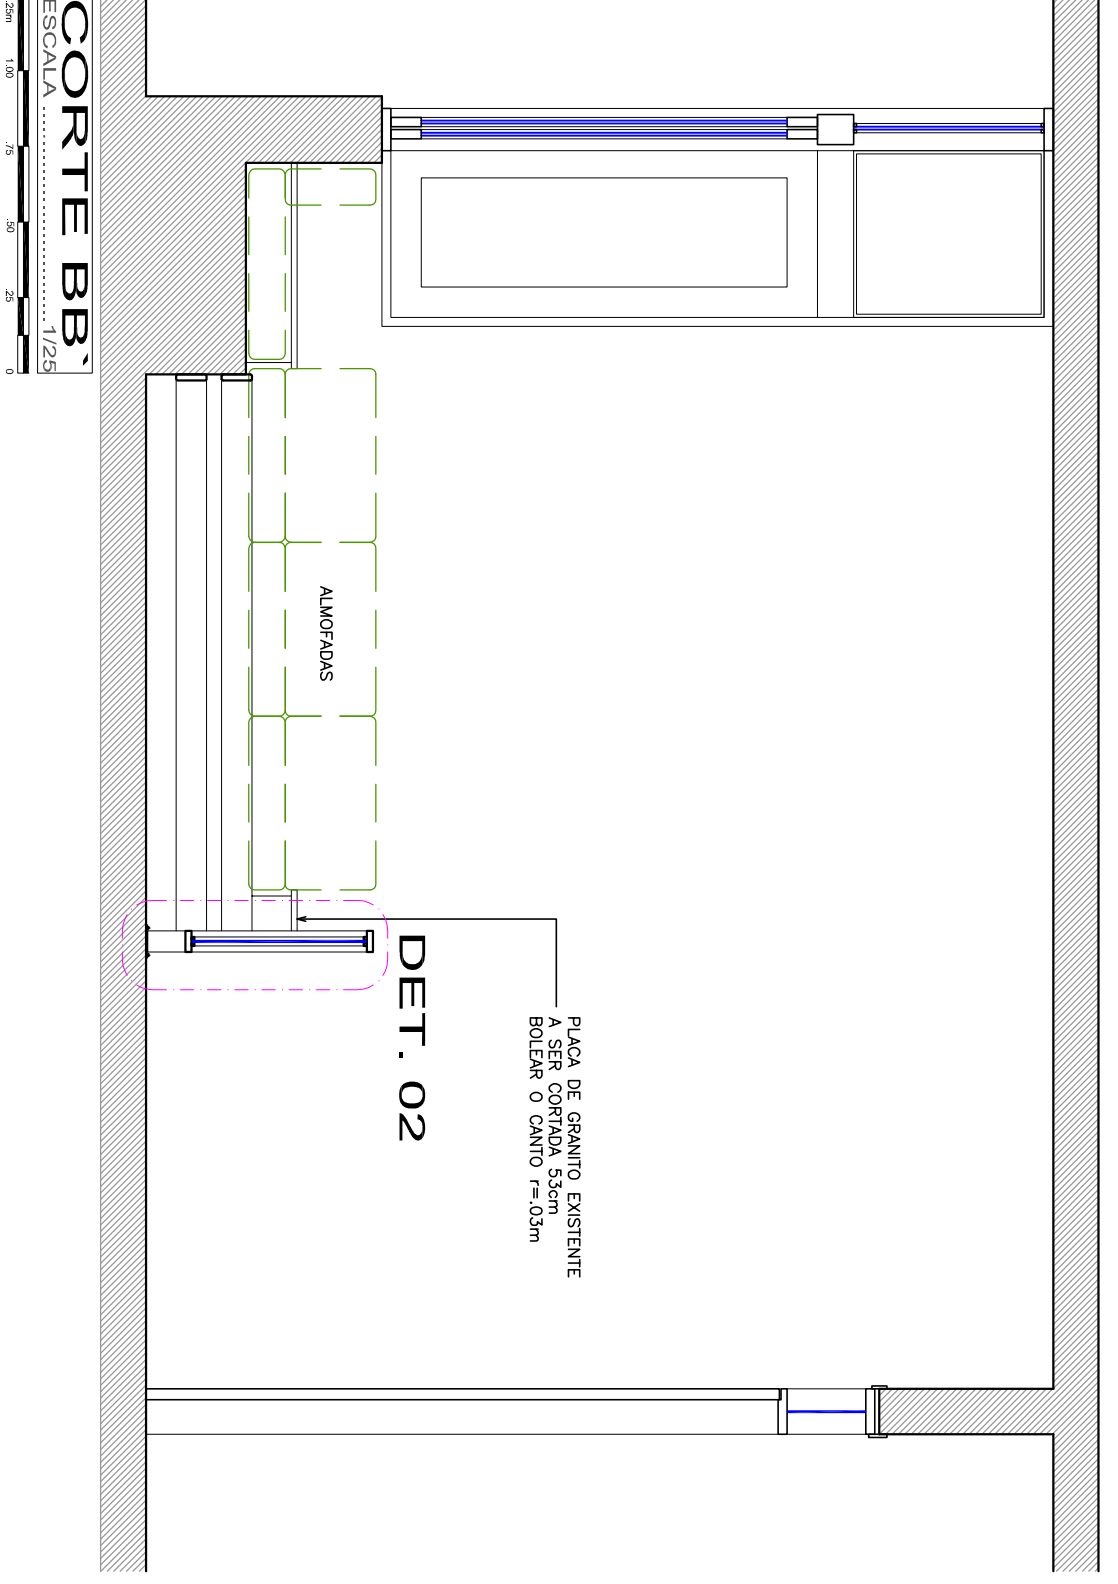 ALMOFADAS
DET. 02
PLACA DE GRANITO EXISTENTE
A SER CORTADA 53cm
BOLEAR O CANTO r=.03m
CORTE BB`
ESCALA ........................ 1/25
.25m 1.00 .75 .50 .25 0